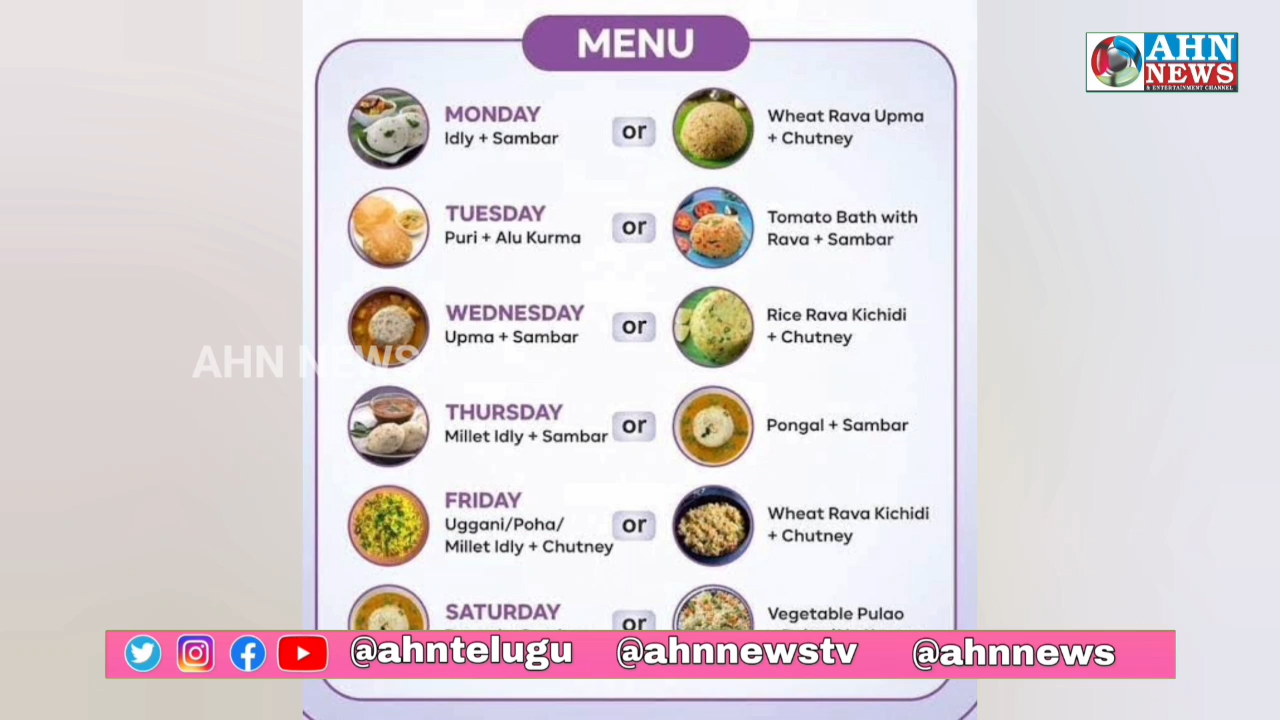 MENU
AHN
NEWS
& ENTERTAINMENT CHANNEL
MONDAY
Idly + Sambar
or
Wheat Rava Upma
+ Chutney
TUESDAY
Puri + Alu Kurma
or
Tomato Bath with
Rava + Sambar
WEDNESDAY
Upma + Sambar
or
Rice Rava Kichidi
+ Chutney
AHN NEWS
THURSDAY
Millet Idly + Sambar
or
Pongal + Sambar
FRIDAY
Uggani/Poha/
Millet Idly + Chutney
or
Wheat Rava Kichidi
+ Chutney
SATURDAY
or
Vegetable Pulao
@ahntelugu
@ahnnewstv
@ahnnews